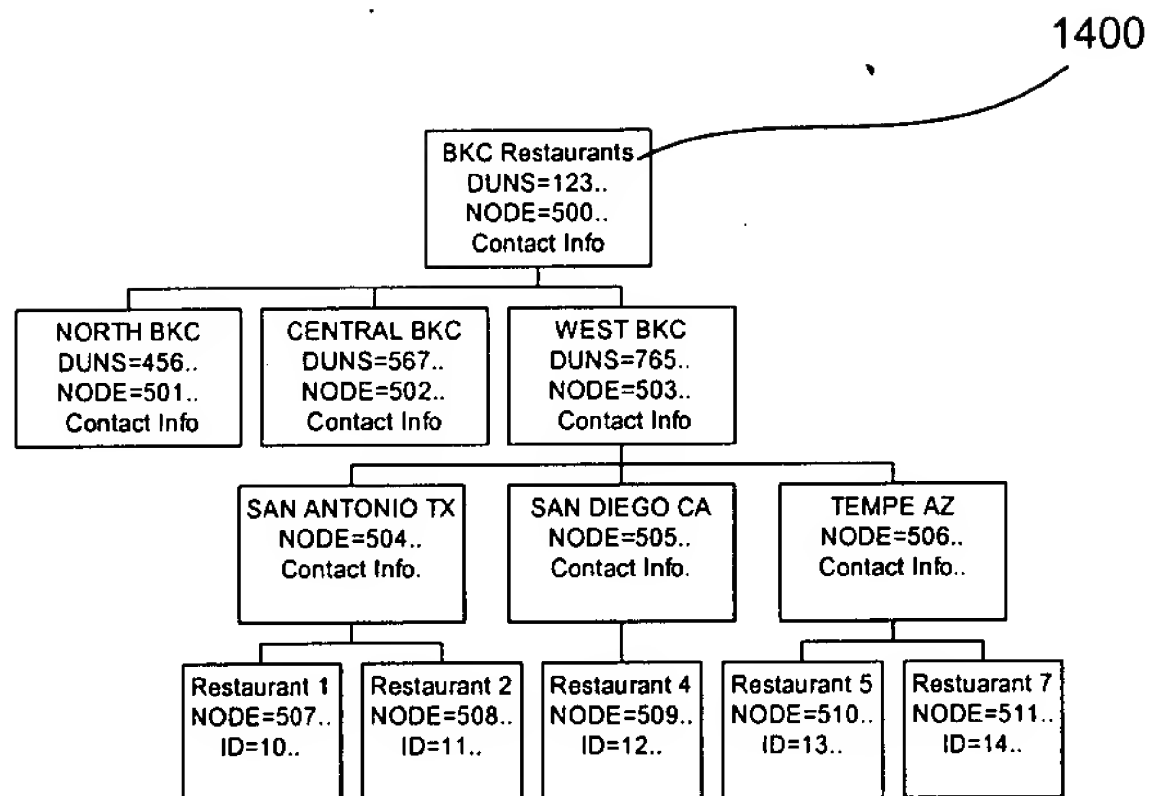 1400
BKC Restaurants
DUNS=123..
NODE=500..
Contact Info
NORTH BKC
DUNS=456..
NODE=501..
Contact Info
CENTRAL BKC
DUNS=567..
NODE=502..
Contact Info
WEST BKC
DUNS=765..
NODE=503..
Contact Info
SAN ANTONIO TX
NODE=504..
Contact Info.
SAN DIEGO CA
NODE=505..
Contact Info.
TEMPE AZ
NODE=506..
Contact Info..
Restaurant 1
NODE=507..
ID=10..
Restaurant 2
NODE=508..
ID=11..
Restaurant 4
NODE=509..
ID=12..
Restaurant 5
NODE=510..
ID=13..
Restuarant 7
NODE=511..
ID=14..